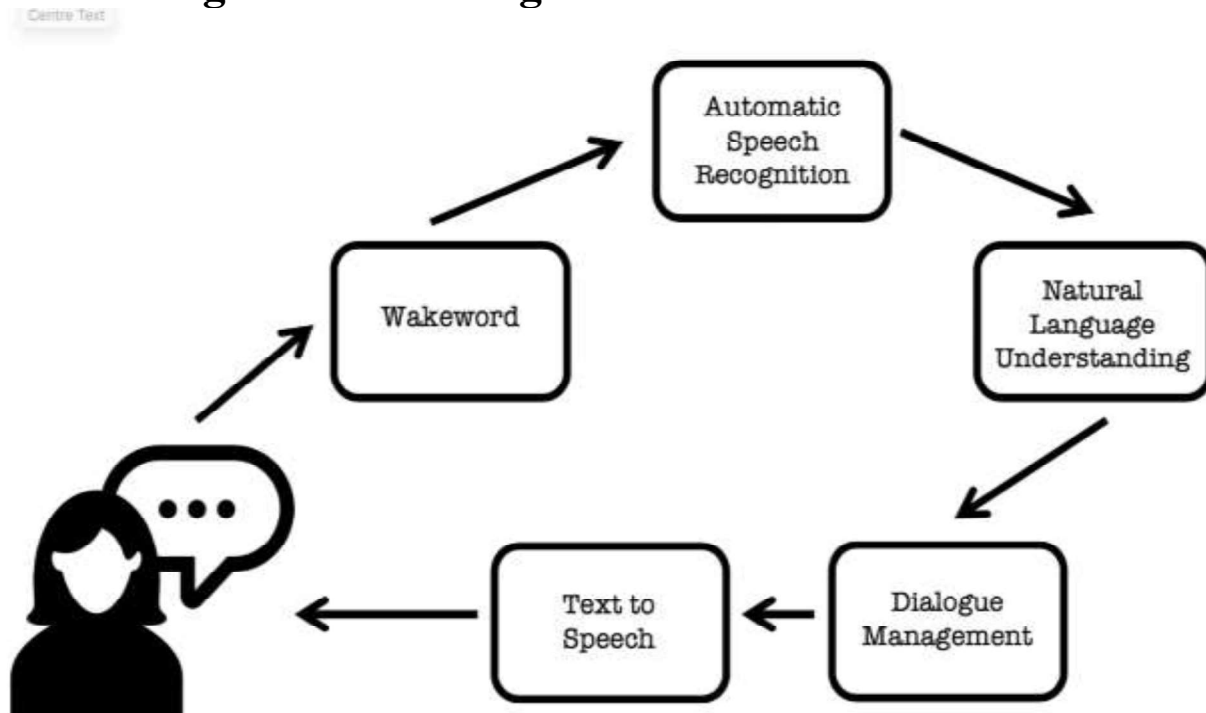 Centre Text
Automatic
Speech
Recognition
Wakeword
Natural
Language
Understanding
Text to
Speech
Dialogue
Management